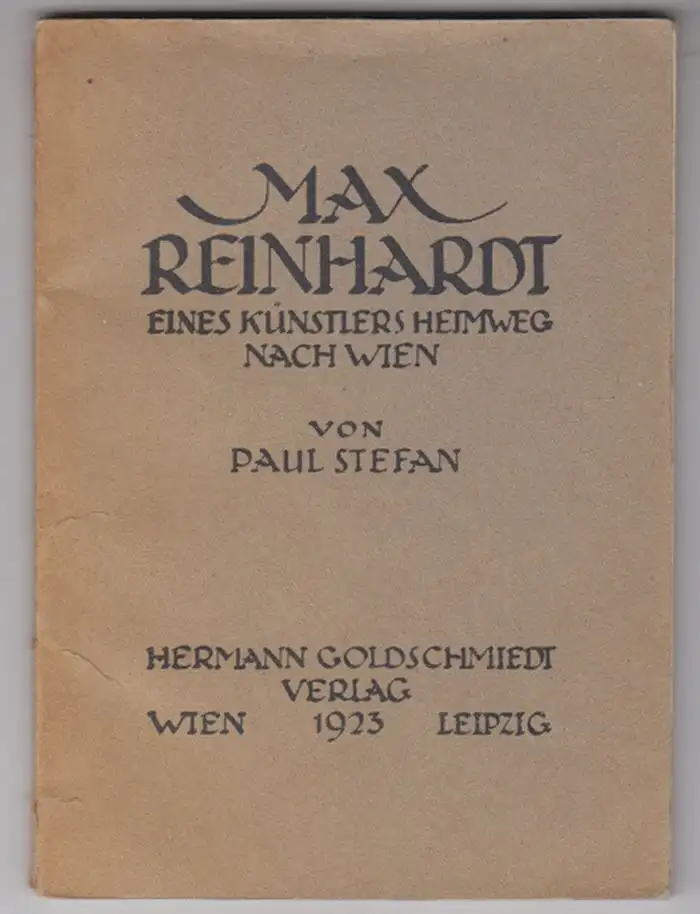 MAX
REINHARDT
EINES KÜNSTLERS HEIMWEG
NACH WIEN
VON
PAUL STEFAN
HERMANN GOLDSCHMIEDT
VERLAG
WIEN 1923 LEIPZIG